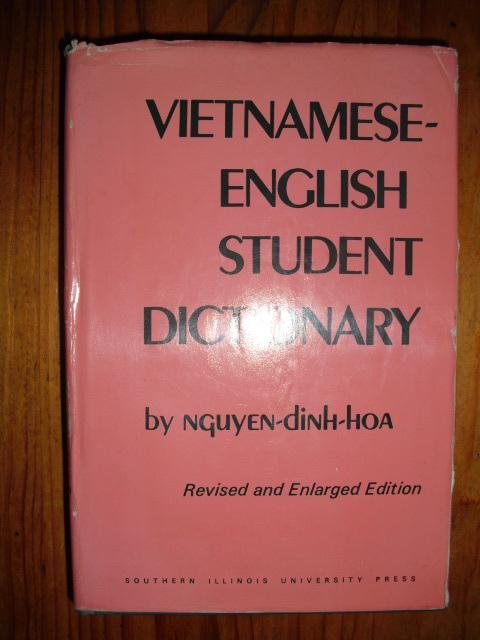 VIETNAMESE-
ENGLISH
STUDENT
DICTIONARY
by NGUYEN-dINH-HOA
Revised and Enlarged Edition
SOUTHERN ILLINOIS UNIVERSITY PRESS